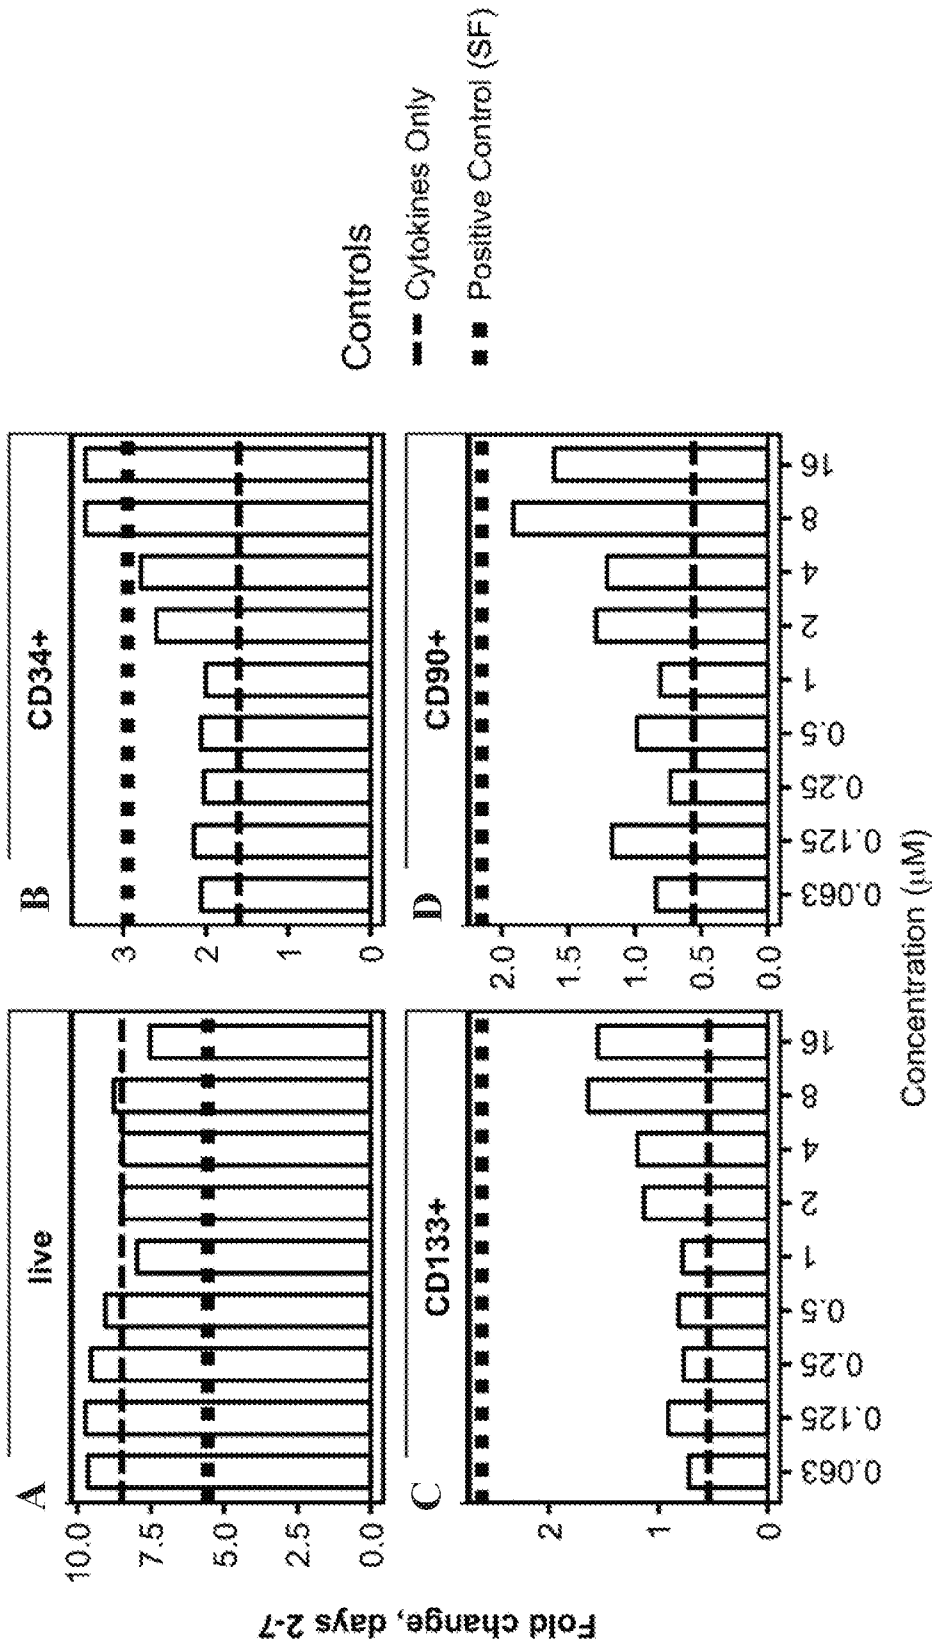 A
live
10.0
7.5
5.0
2.5
0.0
B
CD34+
3
2
1
0
C
CD133+
2
1
0
0.063
0.125
0.25
0.5
1
2
4
8
16
D
CD90+
2.0
1.5
1.0
0.5
0.0
0.063
0.125
0.25
0.5
1
2
4
8
16
Fold change, days 2-7
Concentration (μM)
Controls
Cytokines Only
Positive Control (SF)